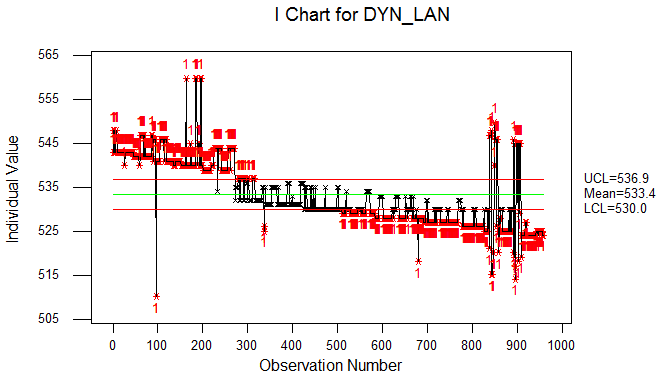 I Chart for DYN_LAN
565
555
545
535
525
515
505
Individual Value
UCL=536.9
Mean=533.4
LCL=530.0
0 100 200 300 400 500 600 700 800 900 1000
Observation Number